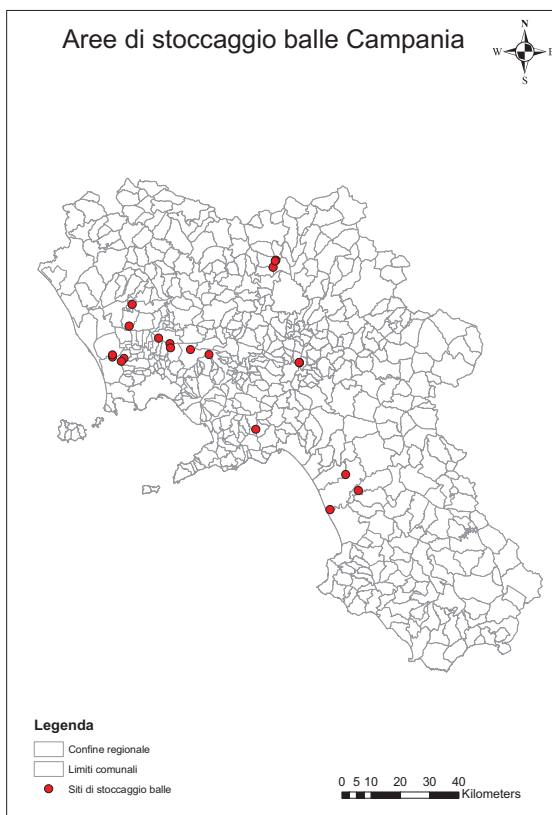 Aree di stoccaggio balle Campania
N
W E
S
Legenda
Confine regionale
Limiti comunali
Siti di stoccaggio balle
0 5 10 20 30 40
Kilometers